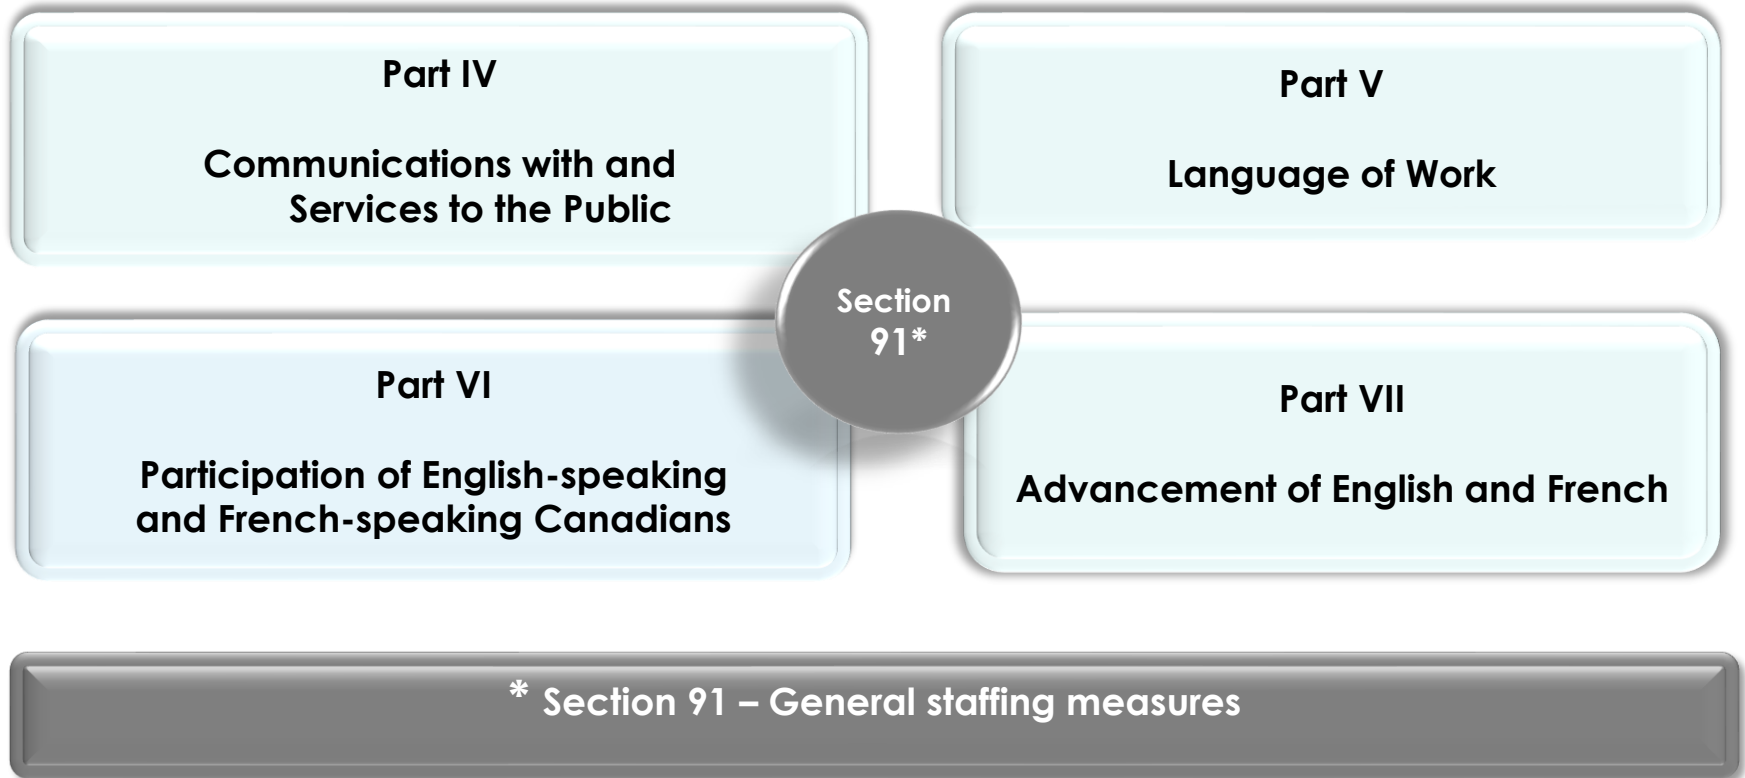 Part IV
Communications with and
Services to the Public
Part V
Language of Work
Section
91*
Part VI
Participation of English-speaking
and French-speaking Canadians
Part VII
Advancement of English and French
* Section 91 – General staffing measures